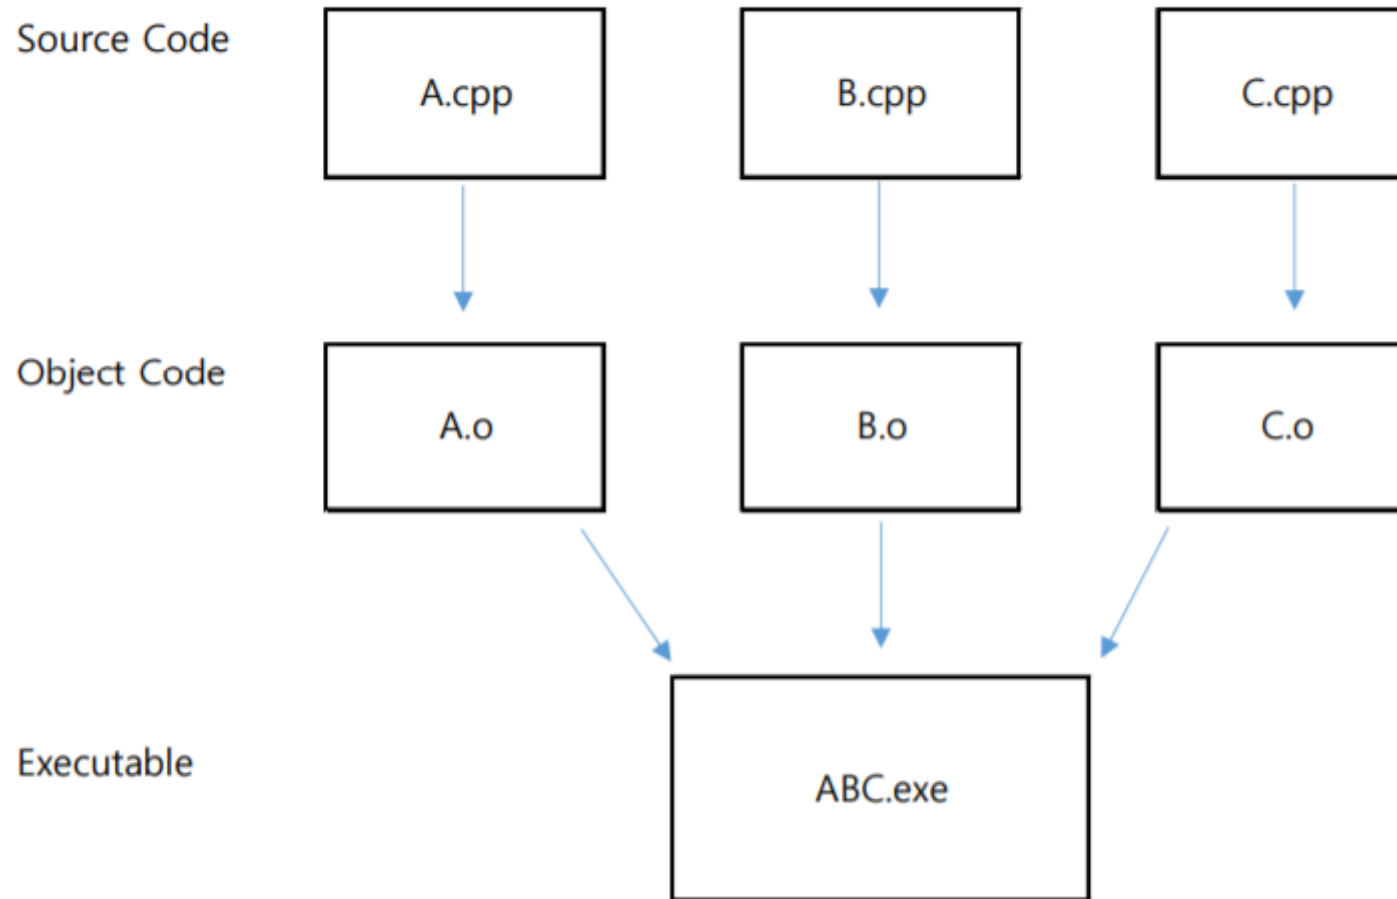 Source Code
A.cpp
B.cpp
C.cpp
Object Code
A.o
B.o
C.o
Executable
ABC.exe